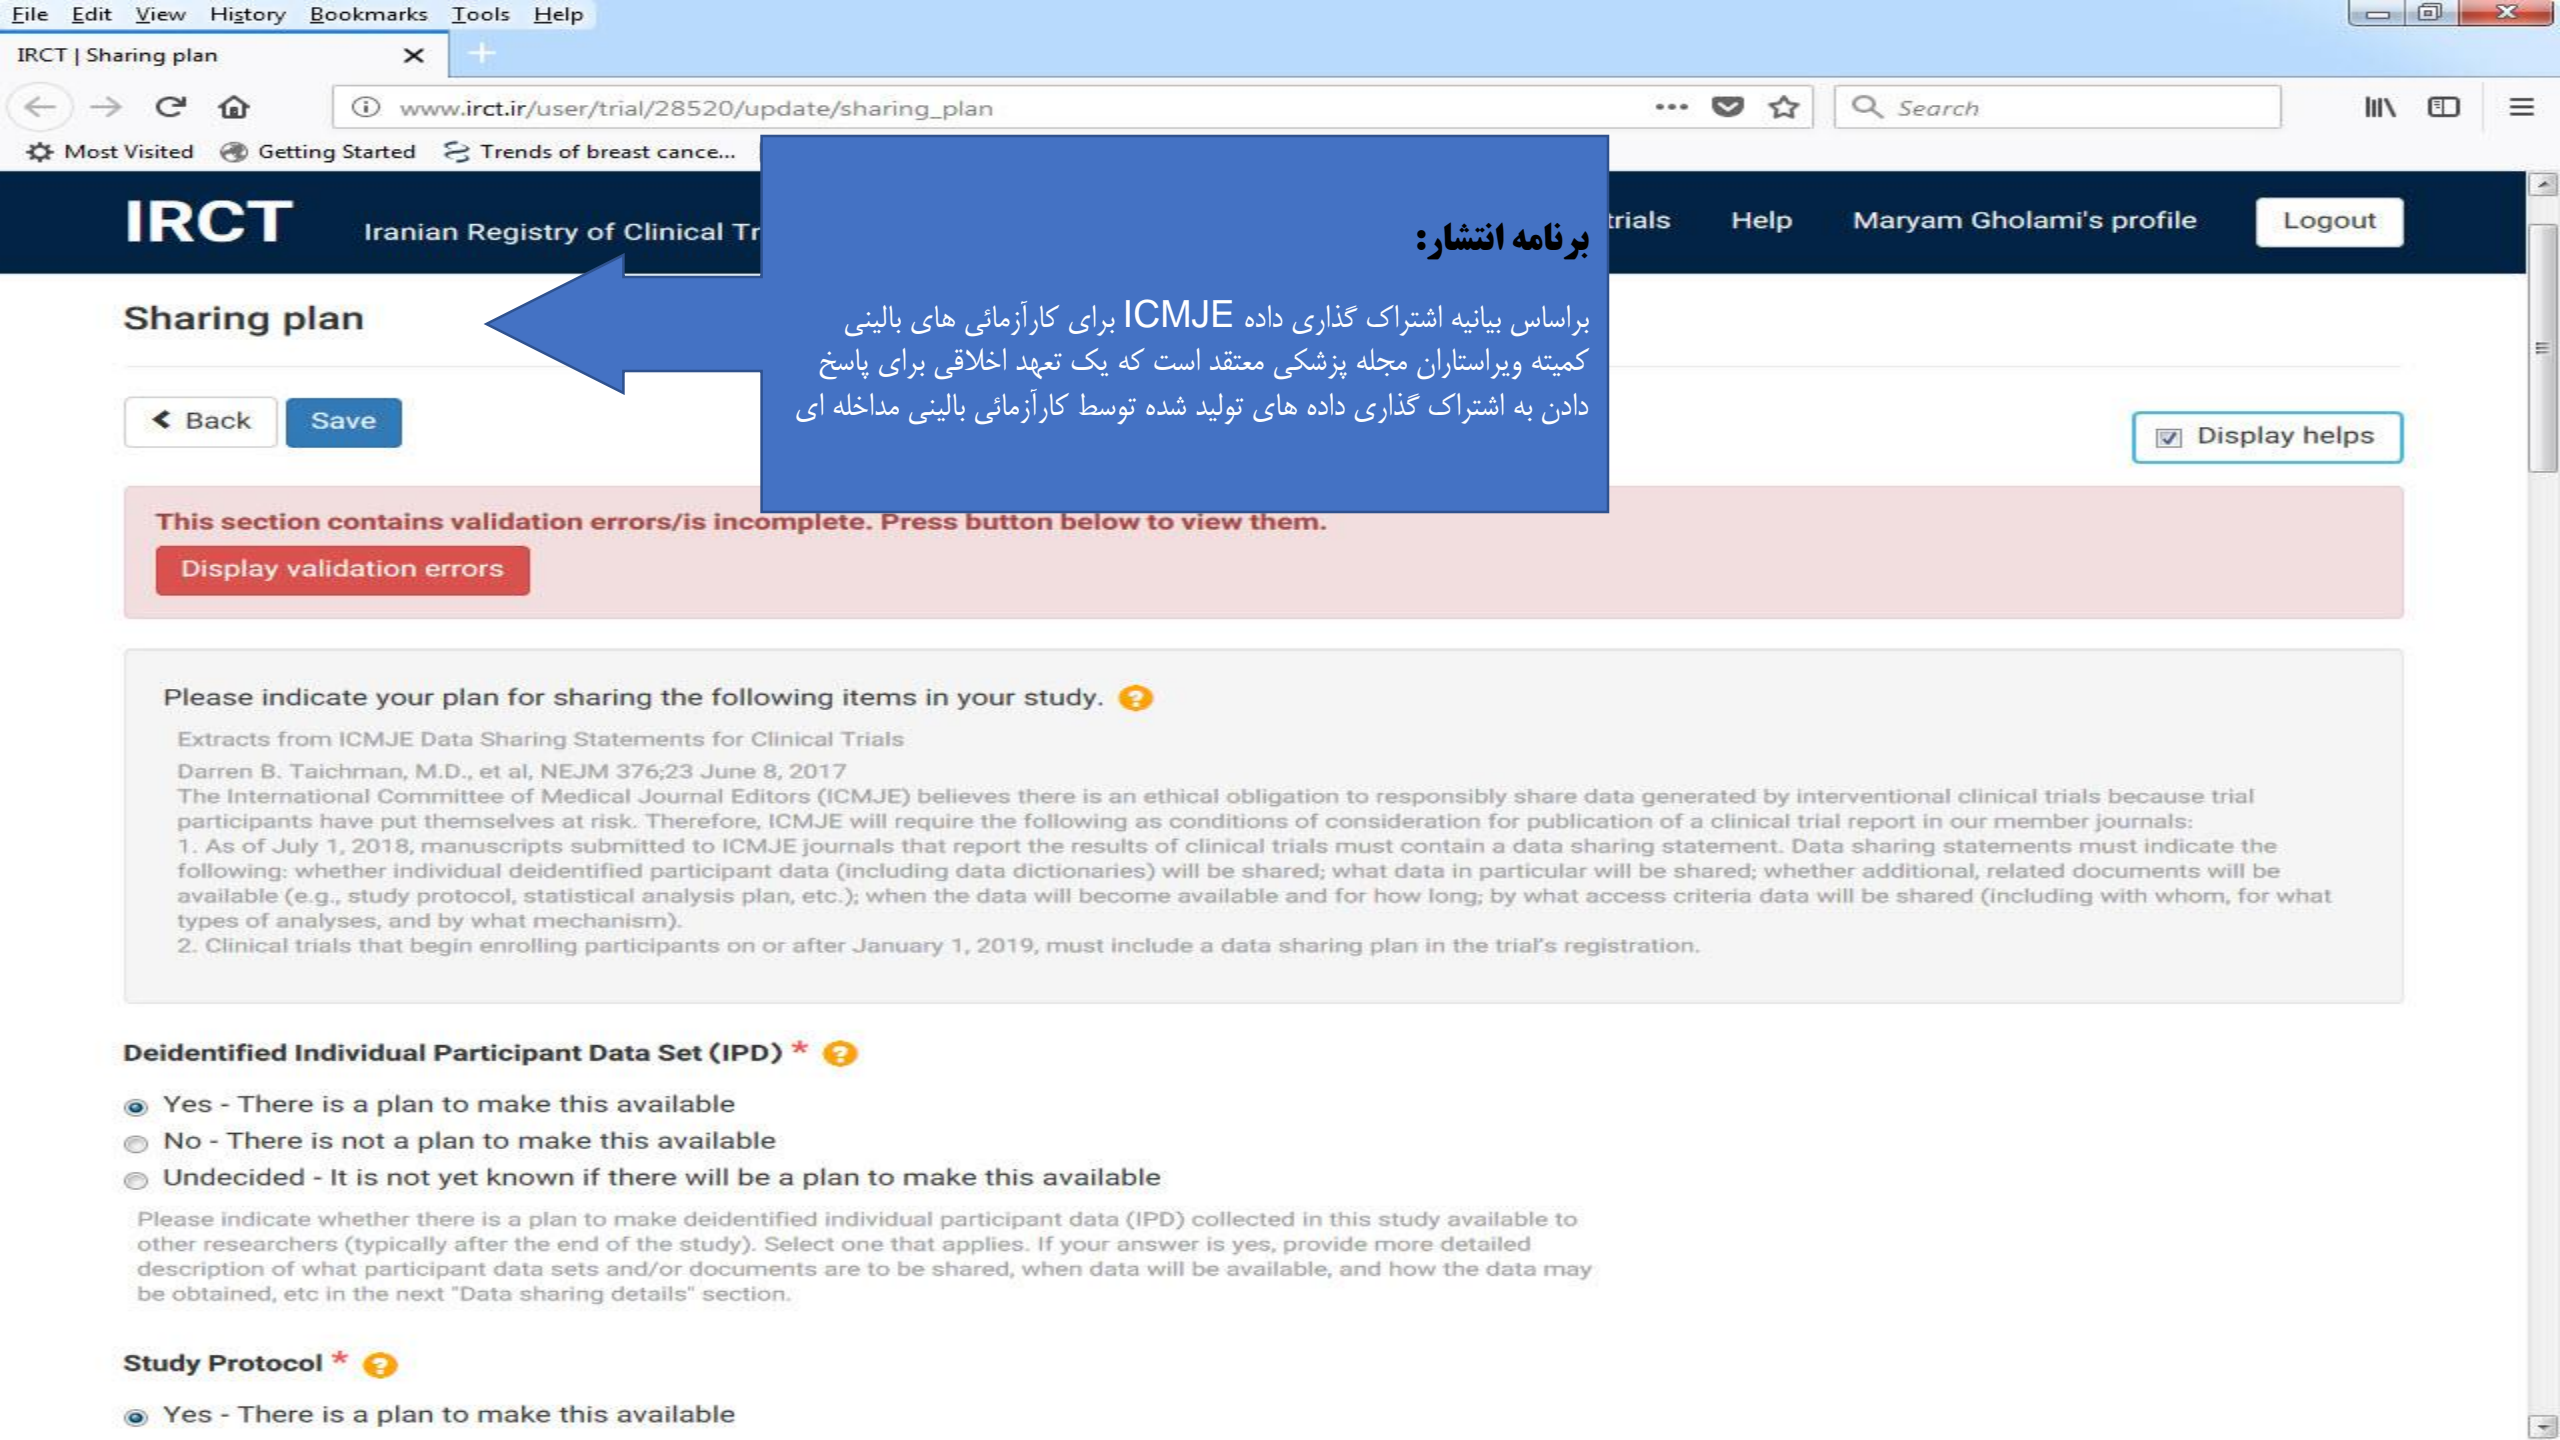 File Edit View History Bookmarks Tools Help
IRCT | Sharing plan
www.irct.ir/user/trial/28520/update/sharing_plan
Search
Most Visited Getting Started Trends of breast cance...
IRCT Iranian Registry of Clinical Tr
trials Help Maryam Gholami's profile Logout
برنامه انتشار:
براساس بیانیه اشتراک گذاری داده ICMJE برای کارآزمائی های بالینی
کمیته ویراستاران مجله پزشکی معتقد است که یک تعهد اخلاقی برای پاسخ
دادن به اشتراک گذاری داده های تولید شده توسط کارآزمائی بالینی مداخله ای
Sharing plan
Back Save
Display helps
This section contains validation errors/is incomplete. Press button below to view them.
Display validation errors
Please indicate your plan for sharing the following items in your study.
Extracts from ICMJE Data Sharing Statements for Clinical Trials
Darren B. Taichman, M.D., et al, NEJM 376;23 June 8, 2017
The International Committee of Medical Journal Editors (ICMJE) believes there is an ethical obligation to responsibly share data generated by interventional clinical trials because trial
participants have put themselves at risk. Therefore, ICMJE will require the following as conditions of consideration for publication of a clinical trial report in our member journals:
1. As of July 1, 2018, manuscripts submitted to ICMJE journals that report the results of clinical trials must contain a data sharing statement. Data sharing statements must indicate the
following: whether individual deidentified participant data (including data dictionaries) will be shared; what data in particular will be shared; whether additional, related documents will be
available (e.g., study protocol, statistical analysis plan, etc.); when the data will become available and for how long; by what access criteria data will be shared (including with whom, for what
types of analyses, and by what mechanism).
2. Clinical trials that begin enrolling participants on or after January 1, 2019, must include a data sharing plan in the trial's registration.
Deidentified Individual Participant Data Set (IPD) *
Yes - There is a plan to make this available
No - There is not a plan to make this available
Undecided - It is not yet known if there will be a plan to make this available
Please indicate whether there is a plan to make deidentified individual participant data (IPD) collected in this study available to
other researchers (typically after the end of the study). Select one that applies. If your answer is yes, provide more detailed
description of what participant data sets and/or documents are to be shared, when data will be available, and how the data may
be obtained, etc in the next "Data sharing details" section.
Study Protocol *
Yes - There is a plan to make this available